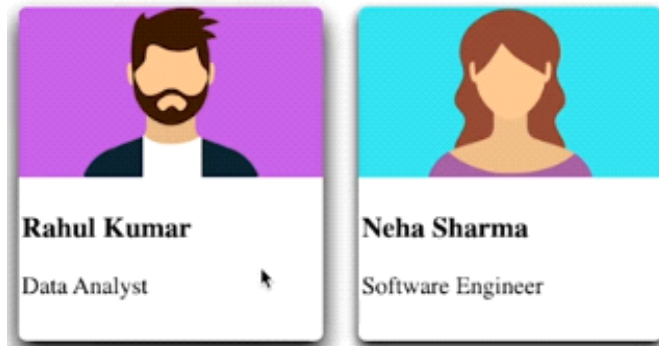 Rahul Kumar
Data Analyst
Neha Sharma
Software Engineer